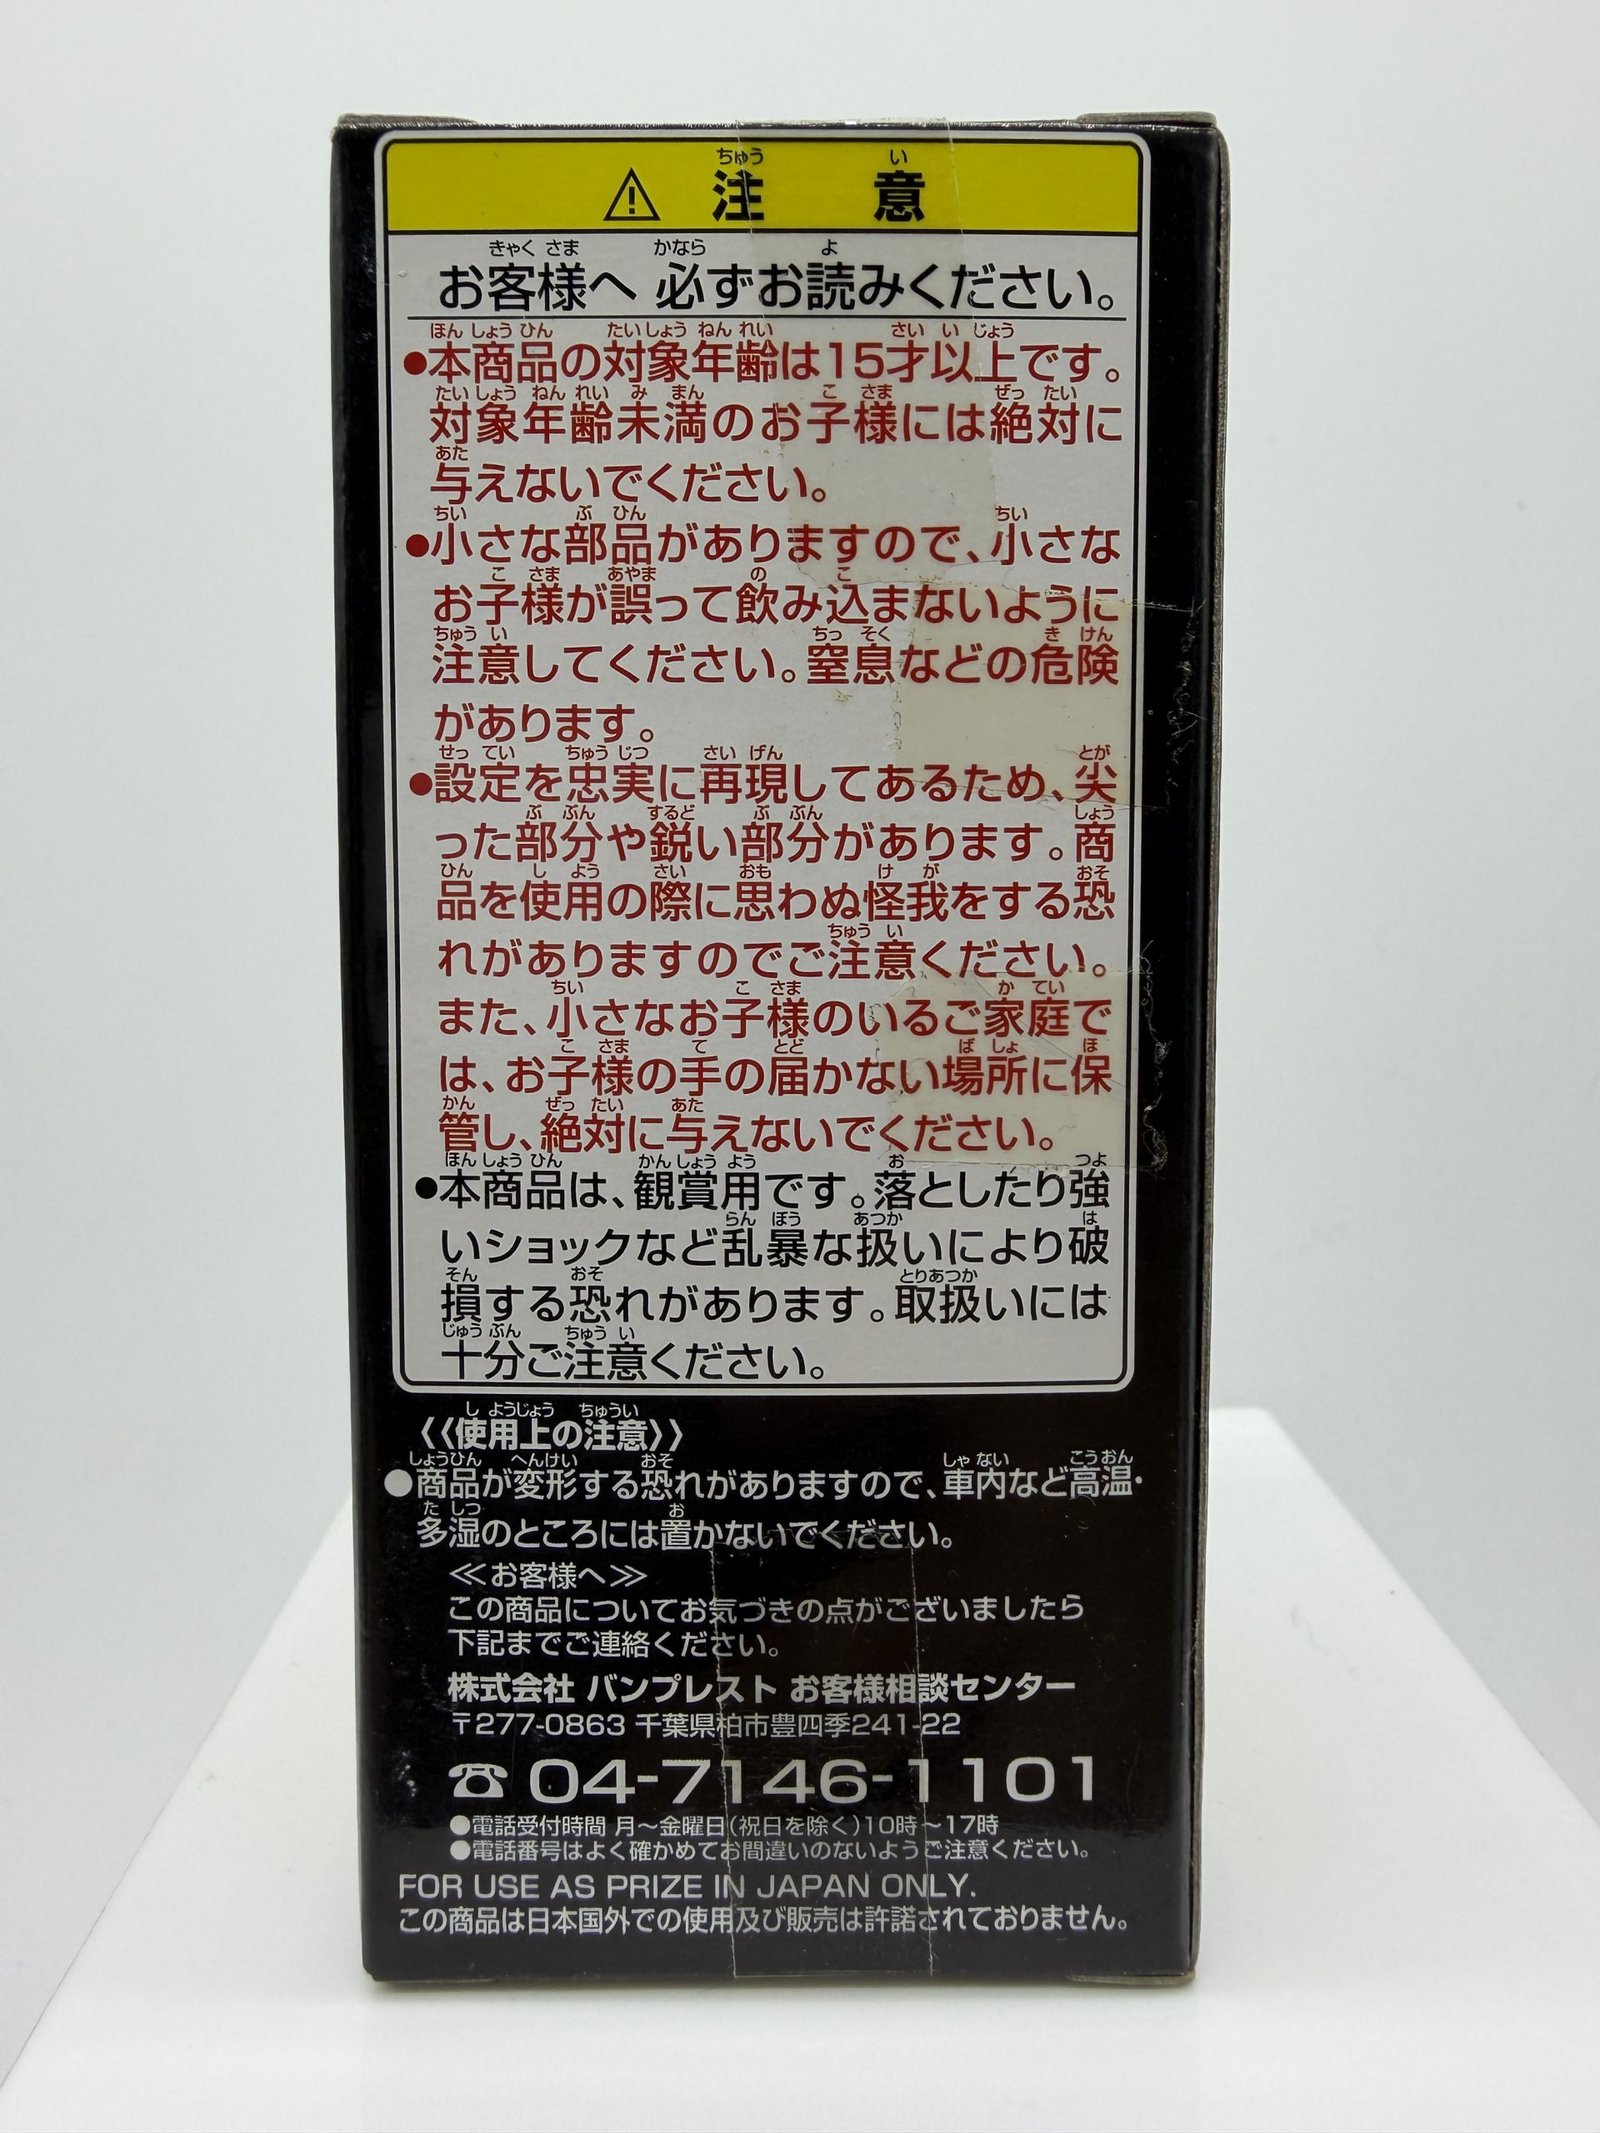 ⚠ 注意
お客様へ 必ずお読みください。
●本商品の対象年齢は15才以上です。
対象年齢未満のお子様には絶対に
与えないでください。
●小さな部品がありますので、小さな
お子様が誤って飲み込まないように
注意してください。窒息などの危険
があります。
●設定を忠実に再現してあるため、尖
った部分や鋭い部分があります。商
品を使用の際に思わぬ怪我をする恐
れがありますのでご注意ください。
また、小さなお子様のいるご家庭で
は、お子様の手の届かない場所に保
管し、絶対に与えないでください。
●本商品は、観賞用です。落としたり強
いショックなど乱暴な扱いにより破
損する恐れがあります。取扱いには
十分ご注意ください。
《使用上の注意》
●商品が変形する恐れがありますので、車内など高温・
多湿のところには置かないでください。
≪お客様へ≫
この商品についてお気づきの点がございましたら
下記までご連絡ください。
株式会社 バンプレスト お客様相談センター
〒277-0863 千葉県柏市豊四季241-22
☎ 04-7146-1101
●電話受付時間 月〜金曜日(祝日を除く)10時〜17時
●電話番号はよく確かめてお間違いのないようご注意ください。
FOR USE AS PRIZE IN JAPAN ONLY.
この商品は日本国外での使用及び販売は許諾されておりません。